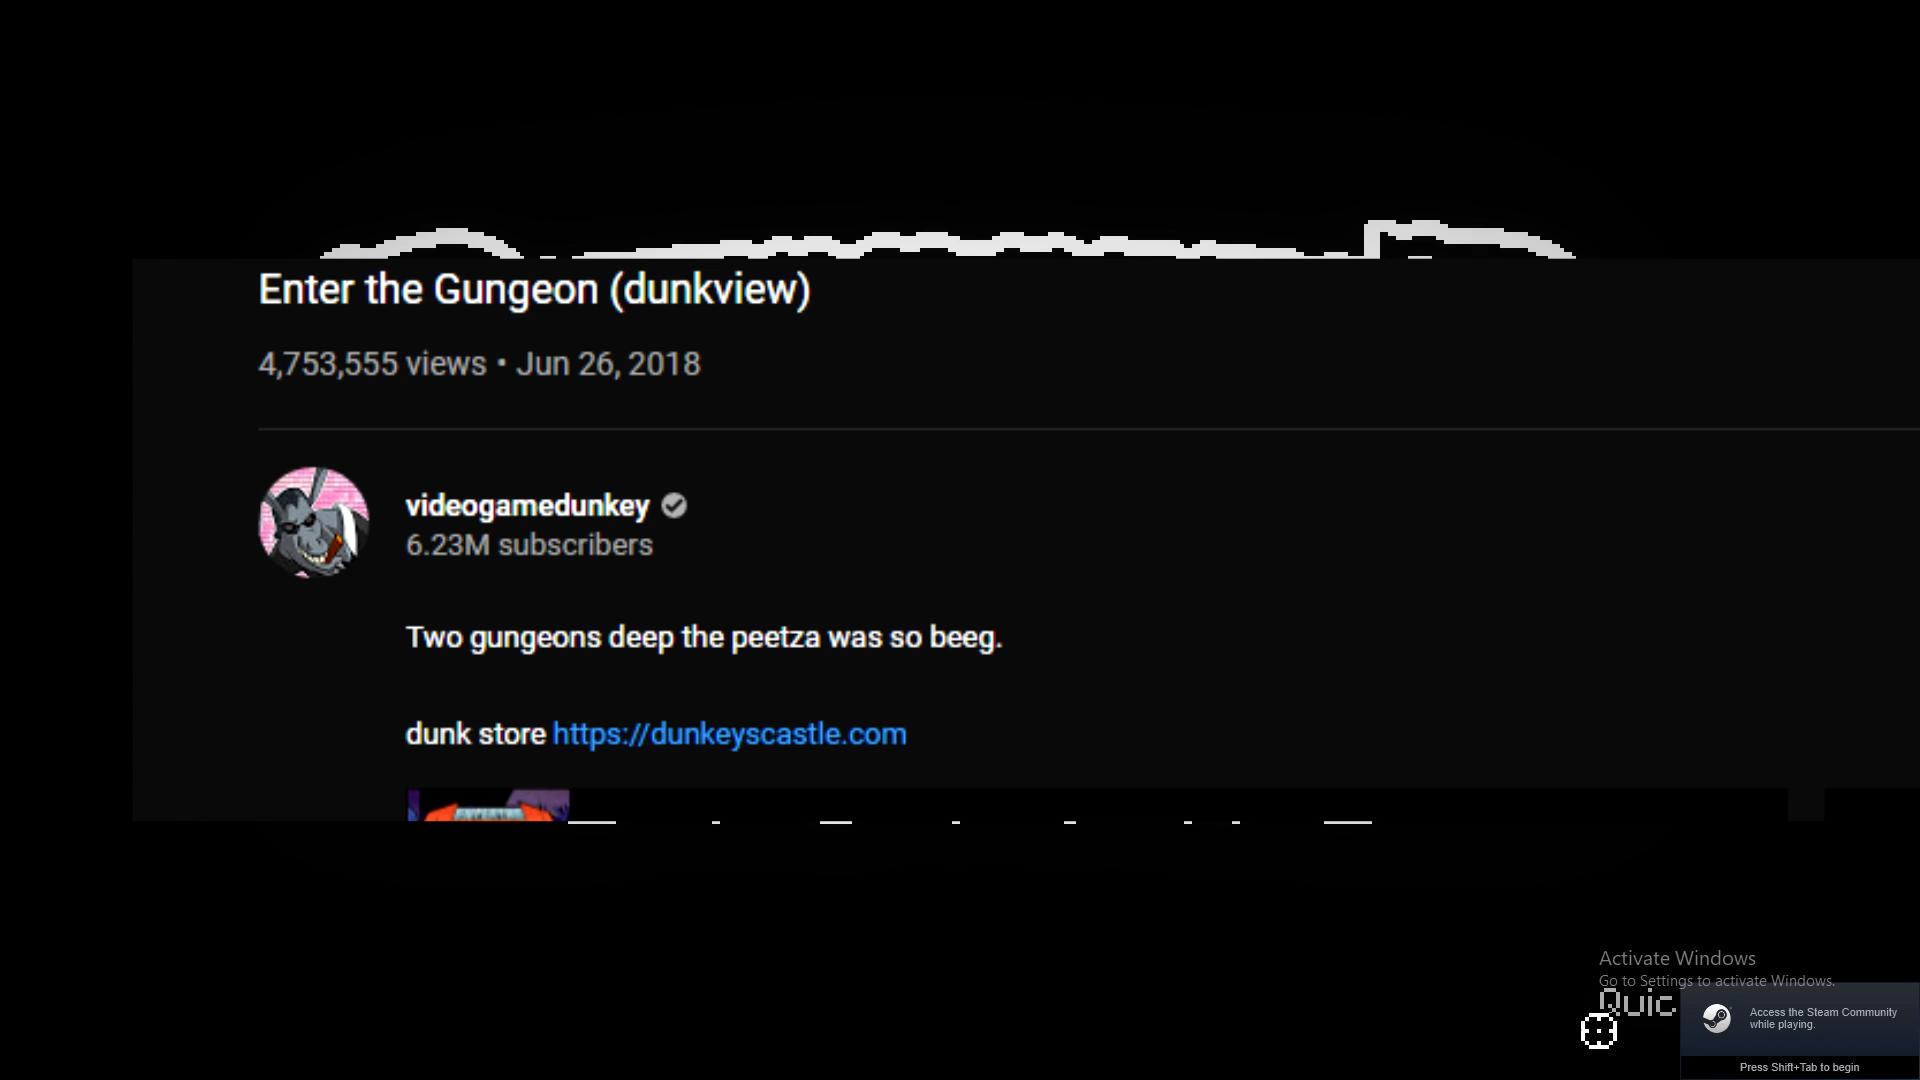 Enter the Gungeon (dunkview)
4,753,555 views • Jun 26, 2018
videogamedunkey
6.23M subscribers
Two gungeons deep the peetza was so beeg.
dunk store https://dunkeyscastle.com
Activate Windows
Go to Settings to activate Windows.
Quic
Access the Steam Community
while playing.
Press Shift+Tab to begin